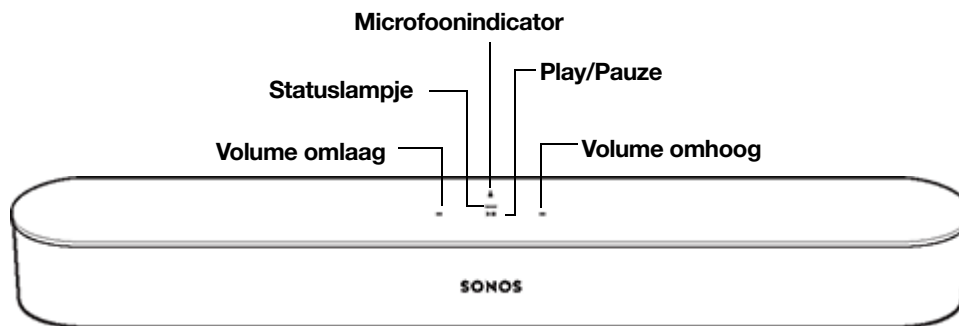 Microfoonindicator
Play/Pauze
Statuslampje
Volume omlaag
Volume omhoog
SONOS